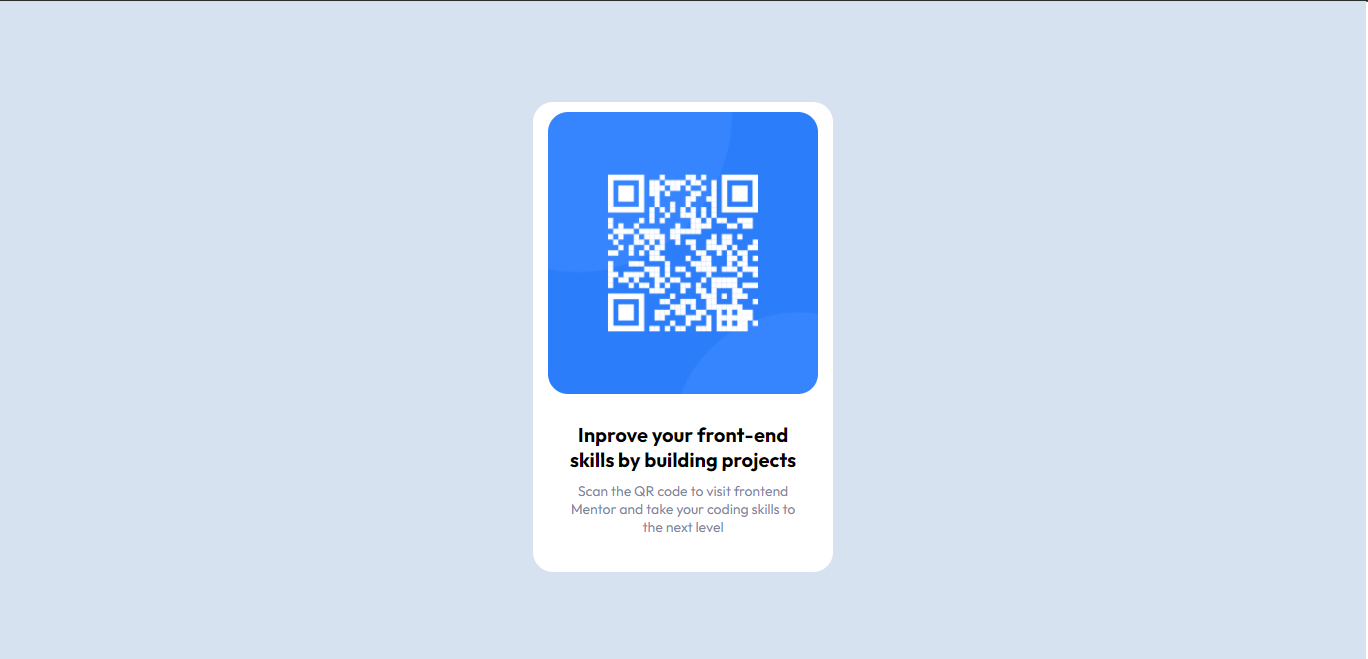 Inprove your front-end
skills by building projects
Scan the QR code to visit frontend
Mentor and take your coding skills to
the next level